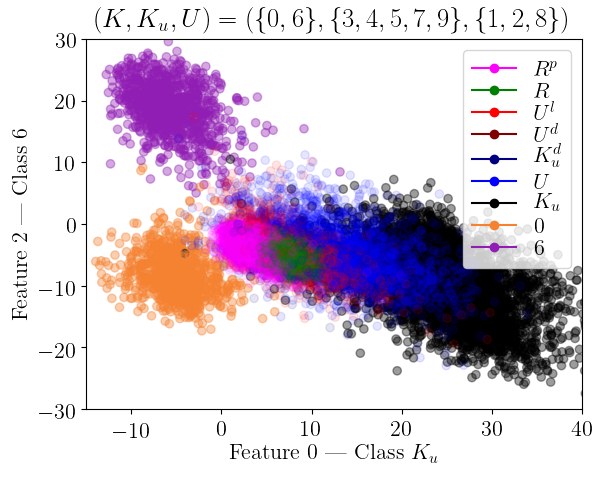 (K, K_u, U) = ({0, 6}, {3, 4, 5, 7, 9}, {1, 2, 8})
30
20
10
0
−10
−20
−30
Feature 2 — Class 6
R^p
R
U^l
U^d
K_u^d
U
K_u
0
6
−10
0
10
20
30
40
Feature 0 — Class K_u